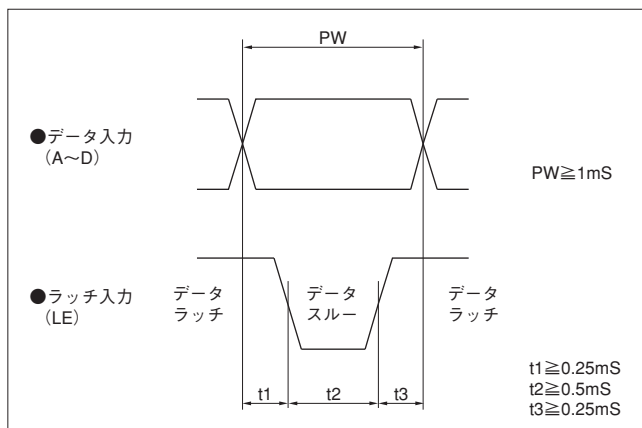 PW
●データ入力
(A～D)
PW≧1mS
●ラッチ入力
(LE)
データ
ラッチ
データ
スルー
データ
ラッチ
t1
t2
t3
t1≧0.25mS
t2≧0.5mS
t3≧0.25mS